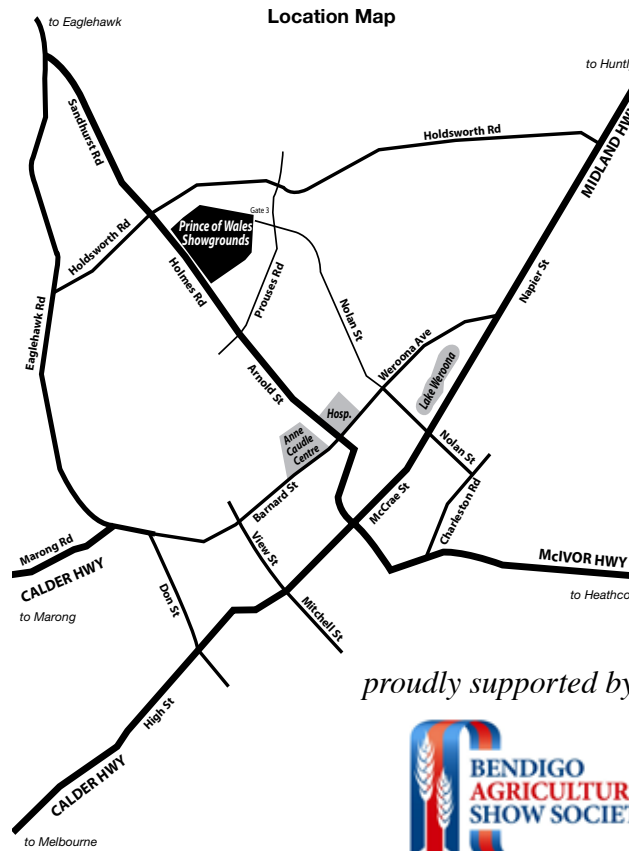 Location Map
to Eaglehawk
to Huntl
Sandhurst Rd
Holdsworth Rd
MIDLAND HWY
Gate 3
Prince of Wales
Showgrounds
Holdsworth Rd
Holmes Rd
Prouses Rd
Nolan St
Napier St
Eaglehawk Rd
Weroona Ave
Lake Weroona
Arnold St
Hosp.
Anne
Caudle
Centre
Nolan St
Barnard St
McCrae St
Charleston Rd
View St
Marong Rd
CALDER HWY
McIVOR HWY
to Marong
Don St
Mitchell St
to Heathco
High St
proudly supported by
CALDER HWY
BENDIGO
AGRICULTUR
SHOW SOCIET
to Melbourne